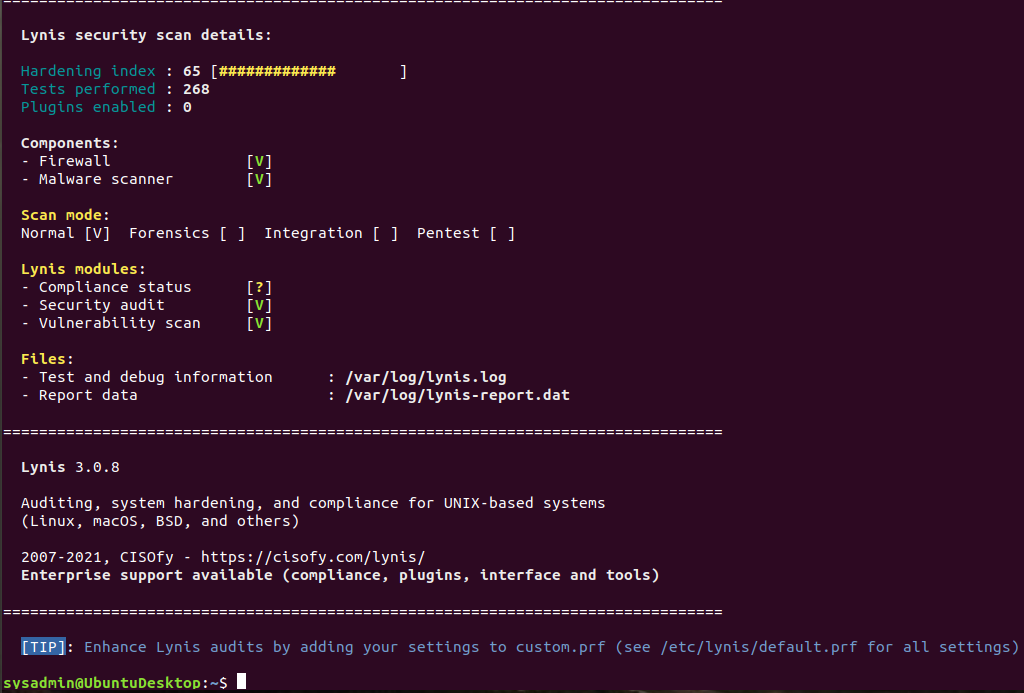 ================================================================================
Lynis security scan details:
Hardening index : 65 [#############       ]
Tests performed : 268
Plugins enabled : 0
Components:
- Firewall               [V]
- Malware scanner        [V]
Scan mode:
Normal [V]  Forensics [ ]  Integration [ ]  Pentest [ ]
Lynis modules:
- Compliance status      [?]
- Security audit         [V]
- Vulnerability scan     [V]
Files:
- Test and debug information      : /var/log/lynis.log
- Report data                     : /var/log/lynis-report.dat
================================================================================
Lynis 3.0.8
Auditing, system hardening, and compliance for UNIX-based systems
(Linux, macOS, BSD, and others)
2007-2021, CISOfy - https://cisofy.com/lynis/
Enterprise support available (compliance, plugins, interface and tools)
================================================================================
[TIP]: Enhance Lynis audits by adding your settings to custom.prf (see /etc/lynis/default.prf for all settings)
sysadmin@UbuntuDesktop:~$